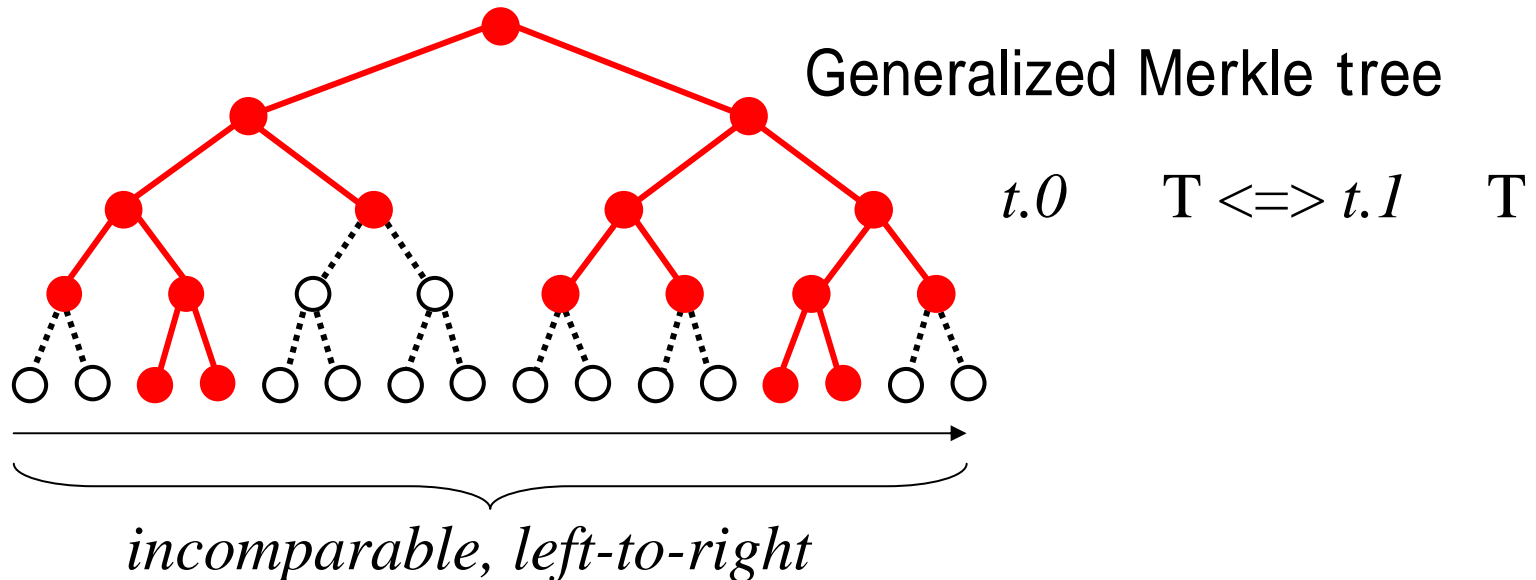 Generalized Merkle tree
t.0 T <=> t.1 T
incomparable, left-to-right